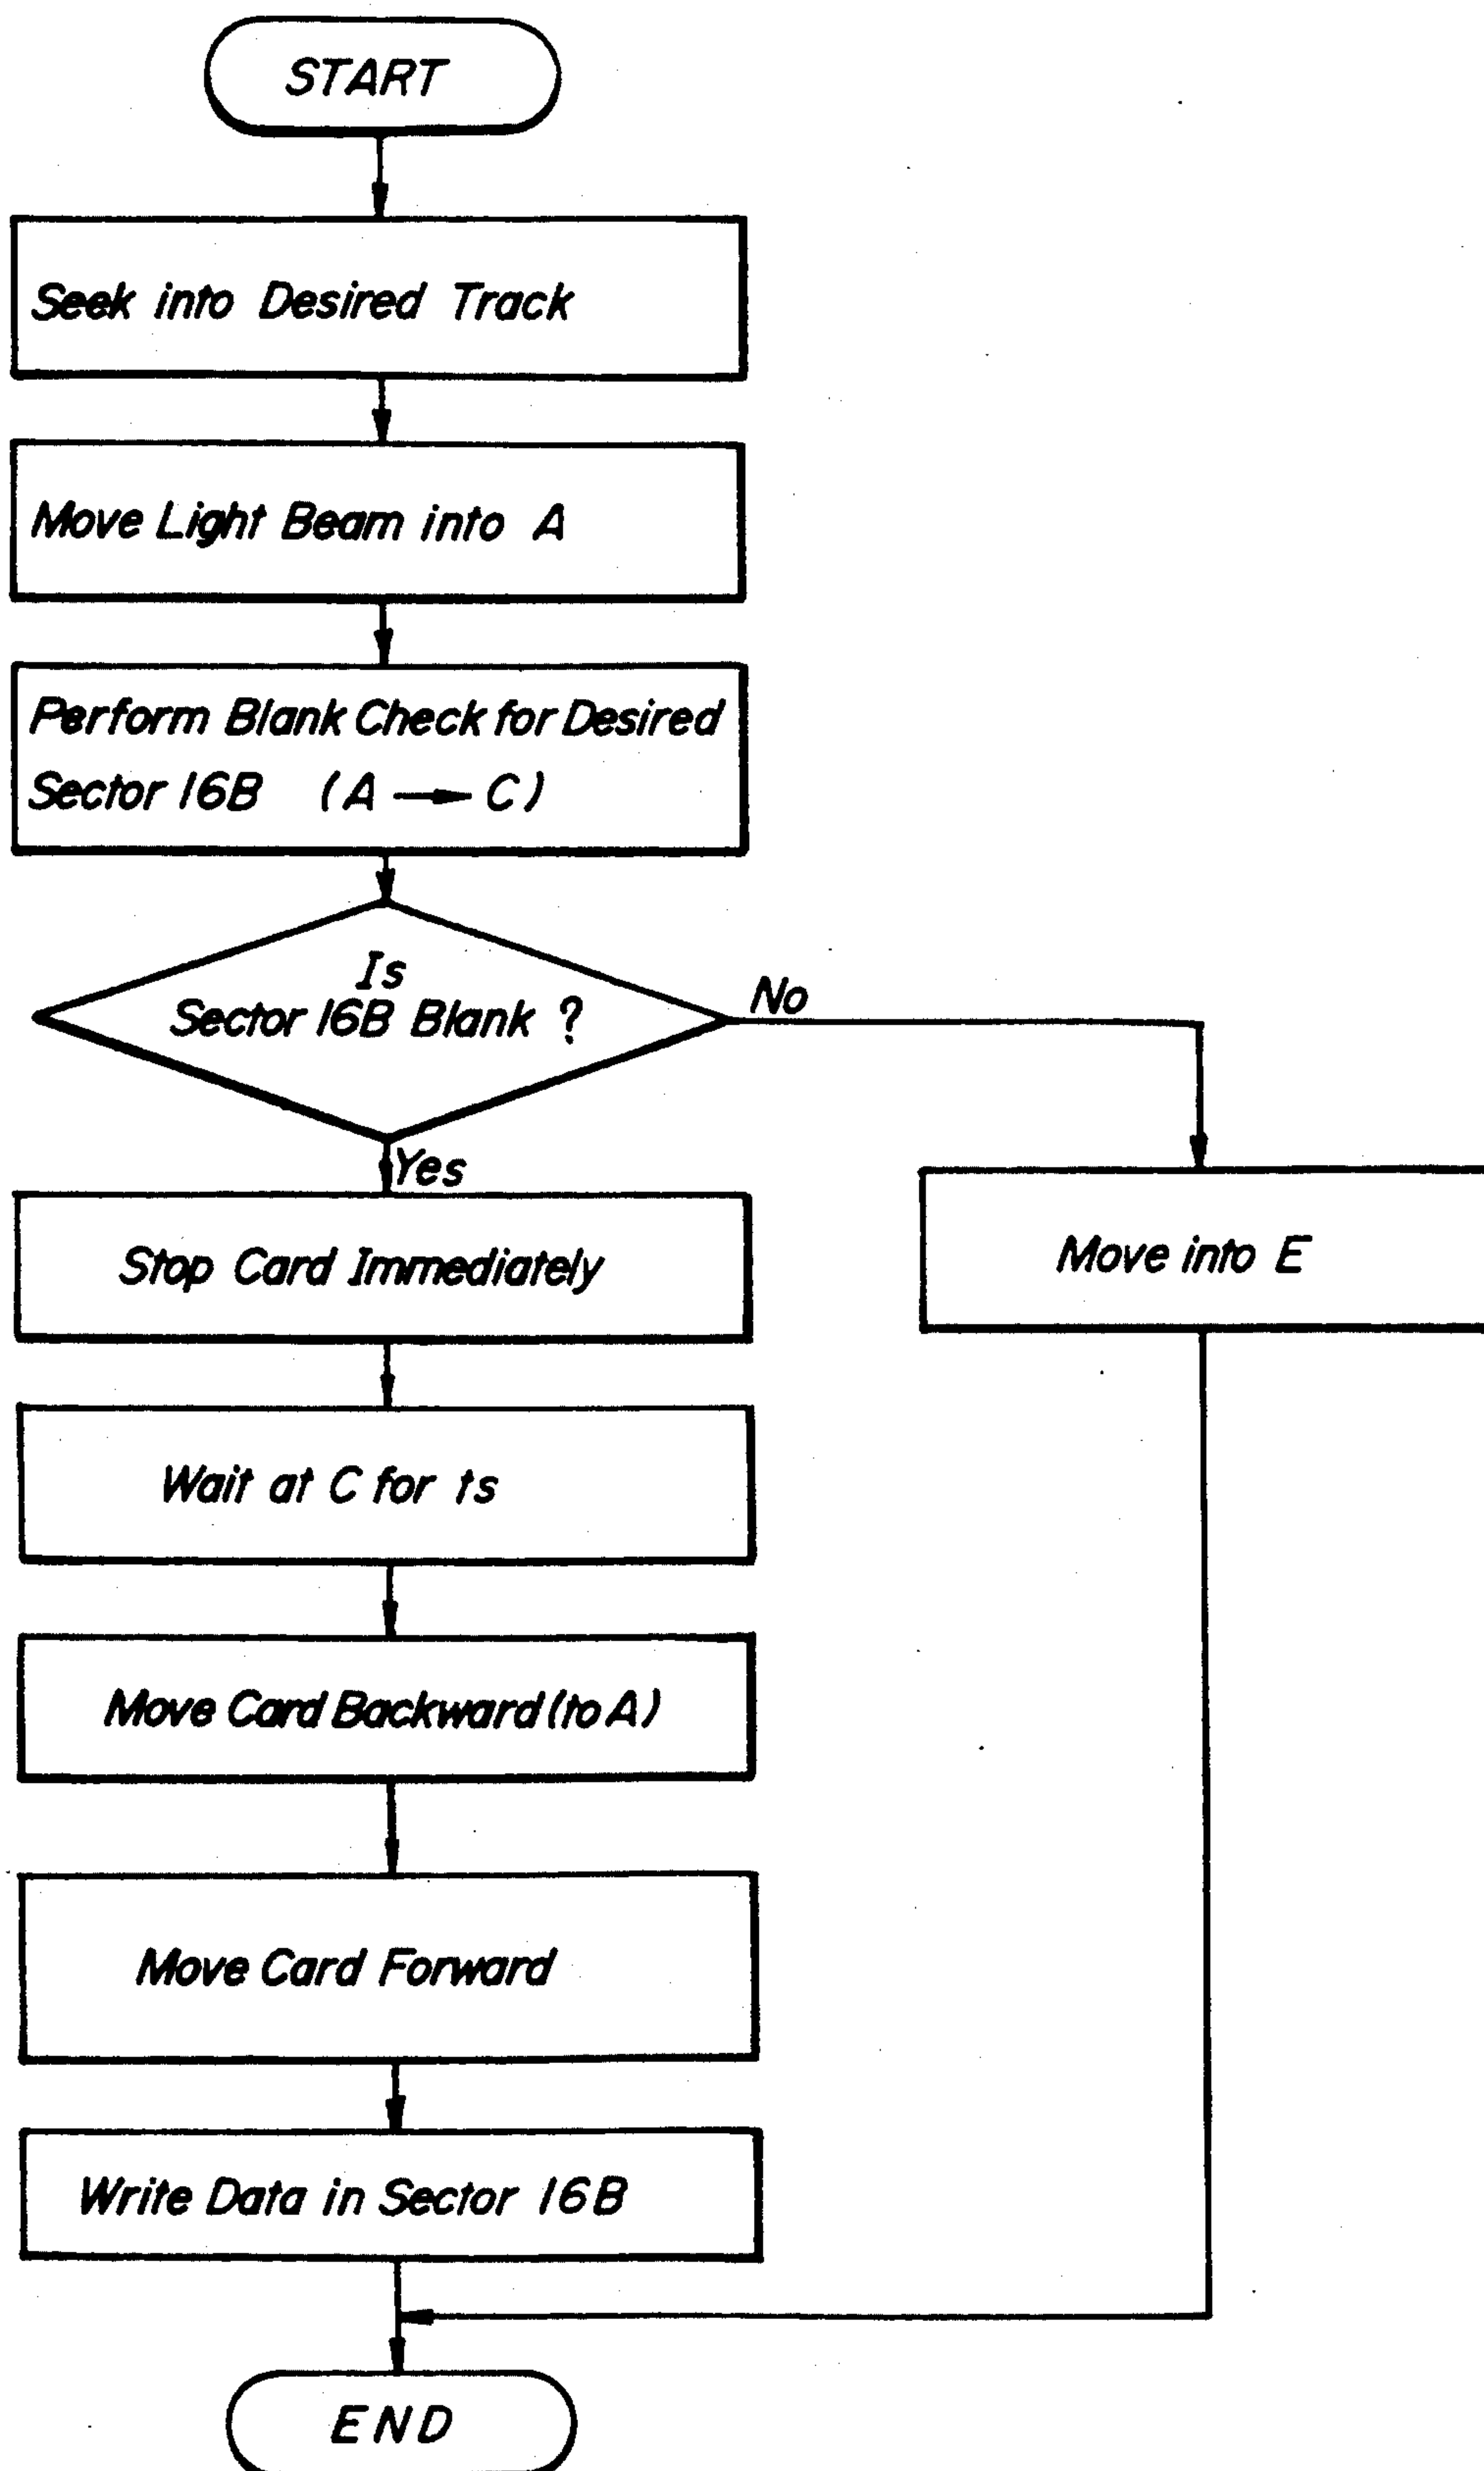 START
Seek into Desired Track
Move Light Beam into A
Perform Blank Check for Desired
Sector 16B (A → C)
Is
Sector 16B Blank ?
No
Yes
Stop Card Immediately
Move into E
Wait at C for ts
Move Card Backward (to A)
Move Card Forward
Write Data in Sector 16B
END